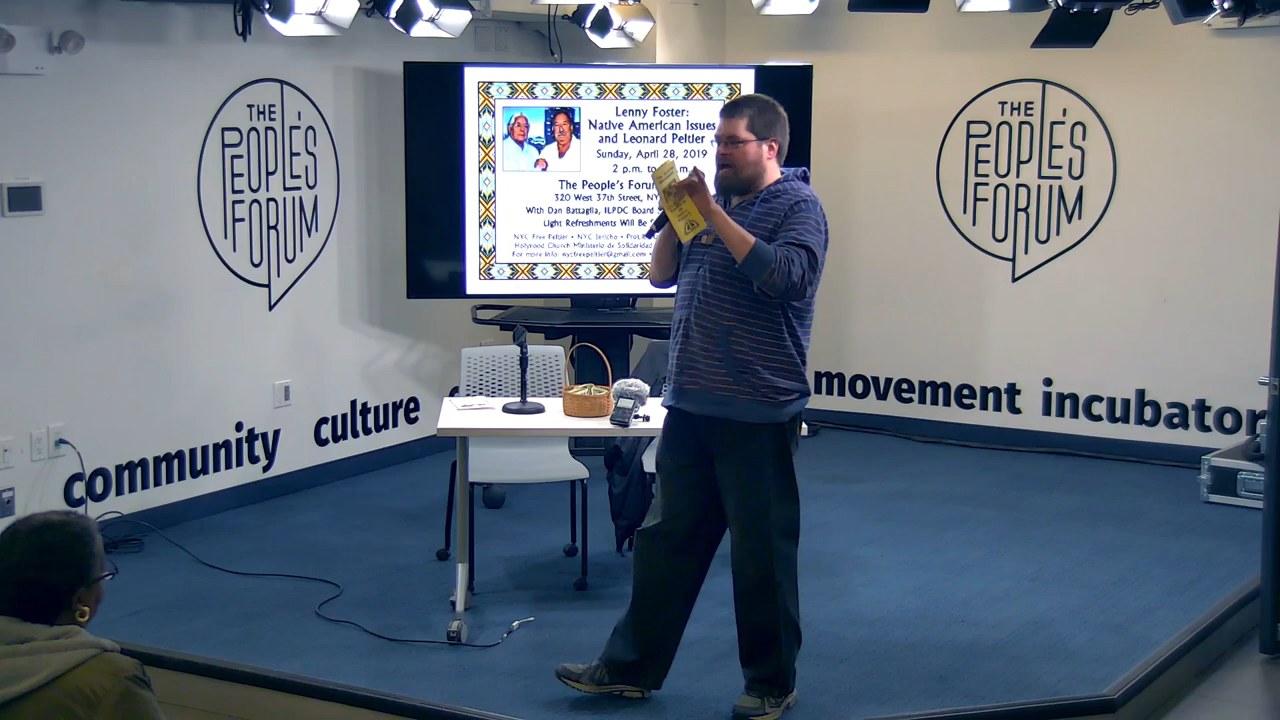 THE
PEOPLE'S
FORUM
Lenny Foster:
Native American Issues
and Leonard Peltier
Sunday, April 28, 2019
2 p.m. to
The People's Forum
320 West 37th Street, NY
With Dan Battaglia, ILPDC Board
Light Refreshments Will Be
NYC Free Peltier • NYC Jericho •
Holyrood Church Ministerio de Solidaridad
For more info: nycfreepeltier@gmail.com •
THE
PEOPLE'S
FORUM
community culture
movement incubator